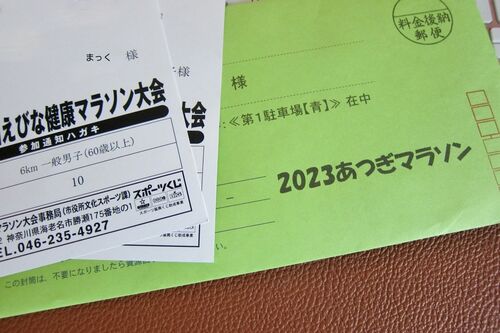 まっく 様
えびな健康マラソン大会
参加通知ハガキ
6km 一般男子(60歳以上)
10
マラソン大会事務局(市役所文化スポーツ課)
神奈川県海老名市勝瀬175番地の1
TEL.046-235-4927
スポーツくじ
大会
料金後納
郵便
様
≪第1駐車場【青】≫在中
2023あつぎマラソン
この封筒は、不要になりましたら資源